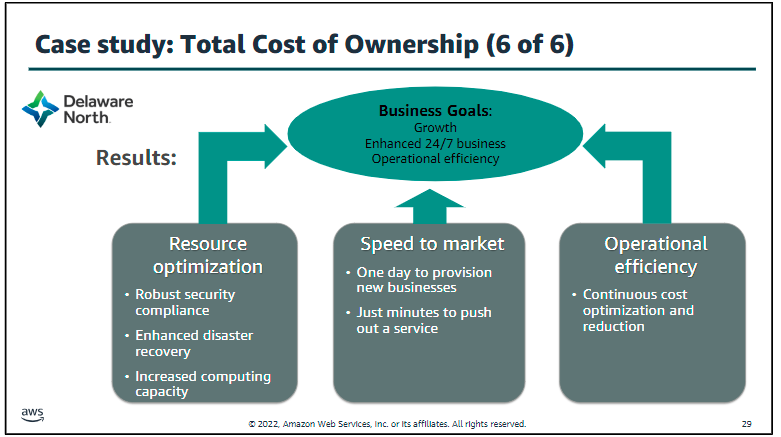 Case study: Total Cost of Ownership (6 of 6)
Delaware
North
Results:
Business Goals:
Growth
Enhanced 24/7 business
Operational efficiency
Resource
optimization
• Robust security
compliance
• Enhanced disaster
recovery
• Increased computing
capacity
Speed to market
• One day to provision
new businesses
• Just minutes to push
out a service
Operational
efficiency
• Continuous cost
optimization and
reduction
aws
© 2022, Amazon Web Services, Inc. or its affiliates. All rights reserved.
29